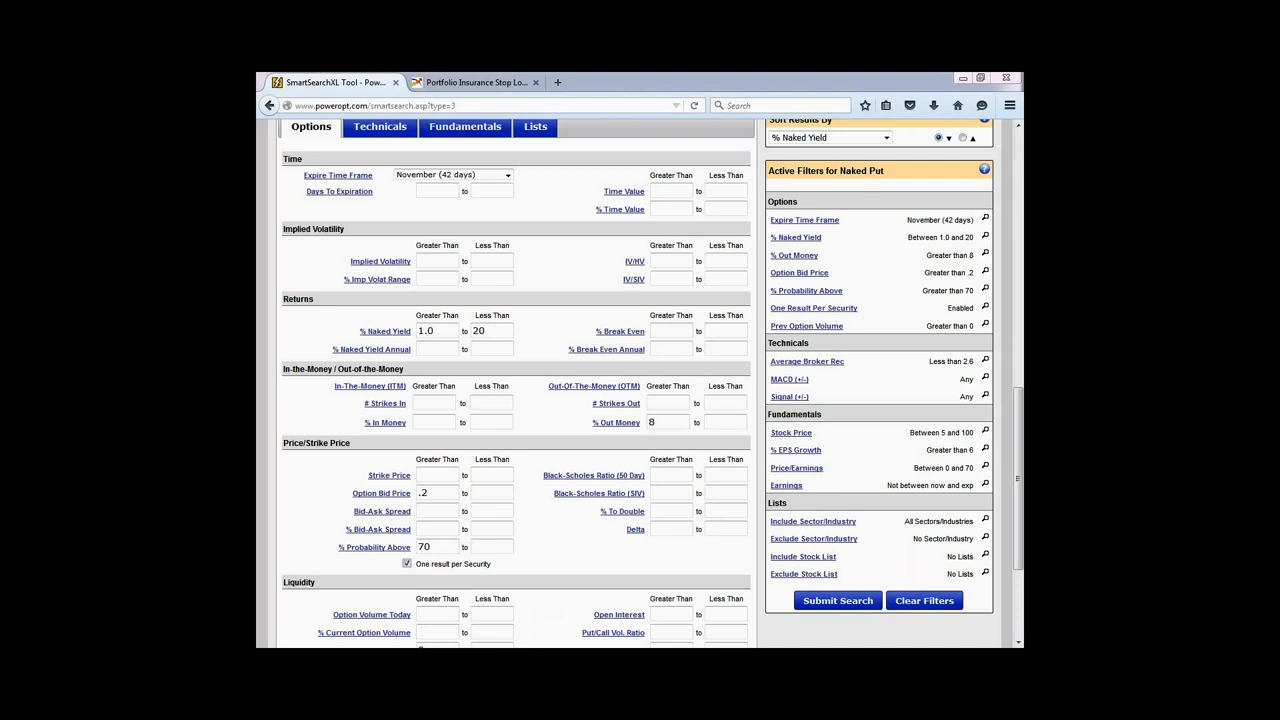 SmartSearchXL Tool - Pow... × Portfolio Insurance Stop Lo... × +
www.poweropt.com/smartsearch.asp?type=3 Search
Options Technicals Fundamentals Lists
Time
Greater Than Less Than
Expire Time Frame November (42 days)
Days To Expiration to Time Value to
% Time Value to
Implied Volatility
Greater Than Less Than Greater Than Less Than
Implied Volatility to IV/HV to
% Imp Volat Range to IV/SIV to
Returns
Greater Than Less Than Greater Than Less Than
% Naked Yield 1.0 to 20 % Break Even to
% Naked Yield Annual to % Break Even Annual to
In-the-Money / Out-of-the-Money
In-The-Money (ITM) Greater Than Less Than Out-Of-The-Money (OTM) Greater Than Less Than
# Strikes In to # Strikes Out to
% In Money to % Out Money 8 to
Price/Strike Price
Greater Than Less Than Greater Than Less Than
Strike Price to Black-Scholes Ratio (50 Day) to
Option Bid Price .2 to Black-Scholes Ratio (SIV) to
Bid-Ask Spread to % To Double to
% Bid-Ask Spread to Delta to
% Probability Above 70 to
One result per Security
Liquidity
Greater Than Less Than Greater Than Less Than
Option Volume Today to Open Interest to
% Current Option Volume to Put/Call Vol. Ratio to
Sort Results By
% Naked Yield
Active Filters for Naked Put
Options
Expire Time Frame November (42 days)
% Naked Yield Between 1.0 and 20
% Out Money Greater than 8
Option Bid Price Greater than .2
% Probability Above Greater than 70
One Result Per Security Enabled
Prev Option Volume Greater than 0
Technicals
Average Broker Rec Less than 2.6
MACD (+/-) Any
Signal (+/-) Any
Fundamentals
Stock Price Between 5 and 100
% EPS Growth Greater than 6
Price/Earnings Between 0 and 70
Earnings Not between now and exp
Lists
Include Sector/Industry All Sectors/Industries
Exclude Sector/Industry No Sector/Industry
Include Stock List No Lists
Exclude Stock List No Lists
Submit Search Clear Filters